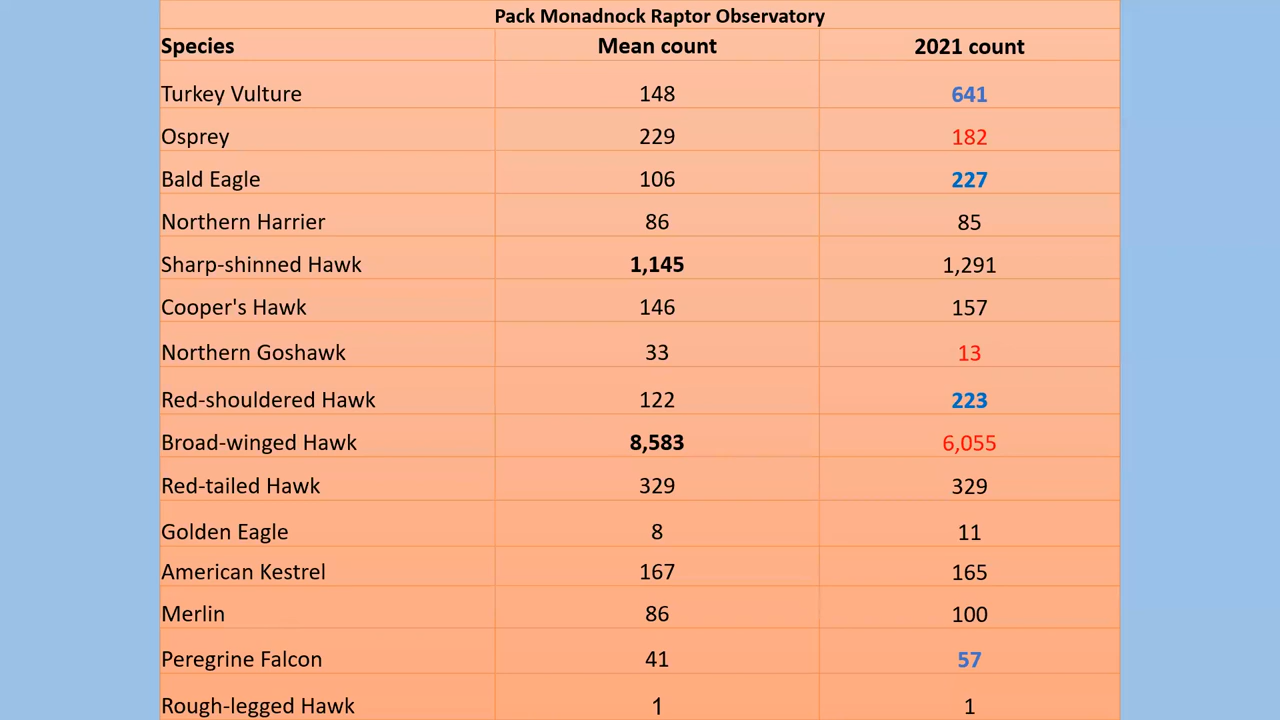 Pack Monadnock Raptor Observatory
Species Mean count 2021 count
Turkey Vulture 148 641
Osprey 229 182
Bald Eagle 106 227
Northern Harrier 86 85
Sharp-shinned Hawk 1,145 1,291
Cooper's Hawk 146 157
Northern Goshawk 33 13
Red-shouldered Hawk 122 223
Broad-winged Hawk 8,583 6,055
Red-tailed Hawk 329 329
Golden Eagle 8 11
American Kestrel 167 165
Merlin 86 100
Peregrine Falcon 41 57
Rough-legged Hawk 1 1